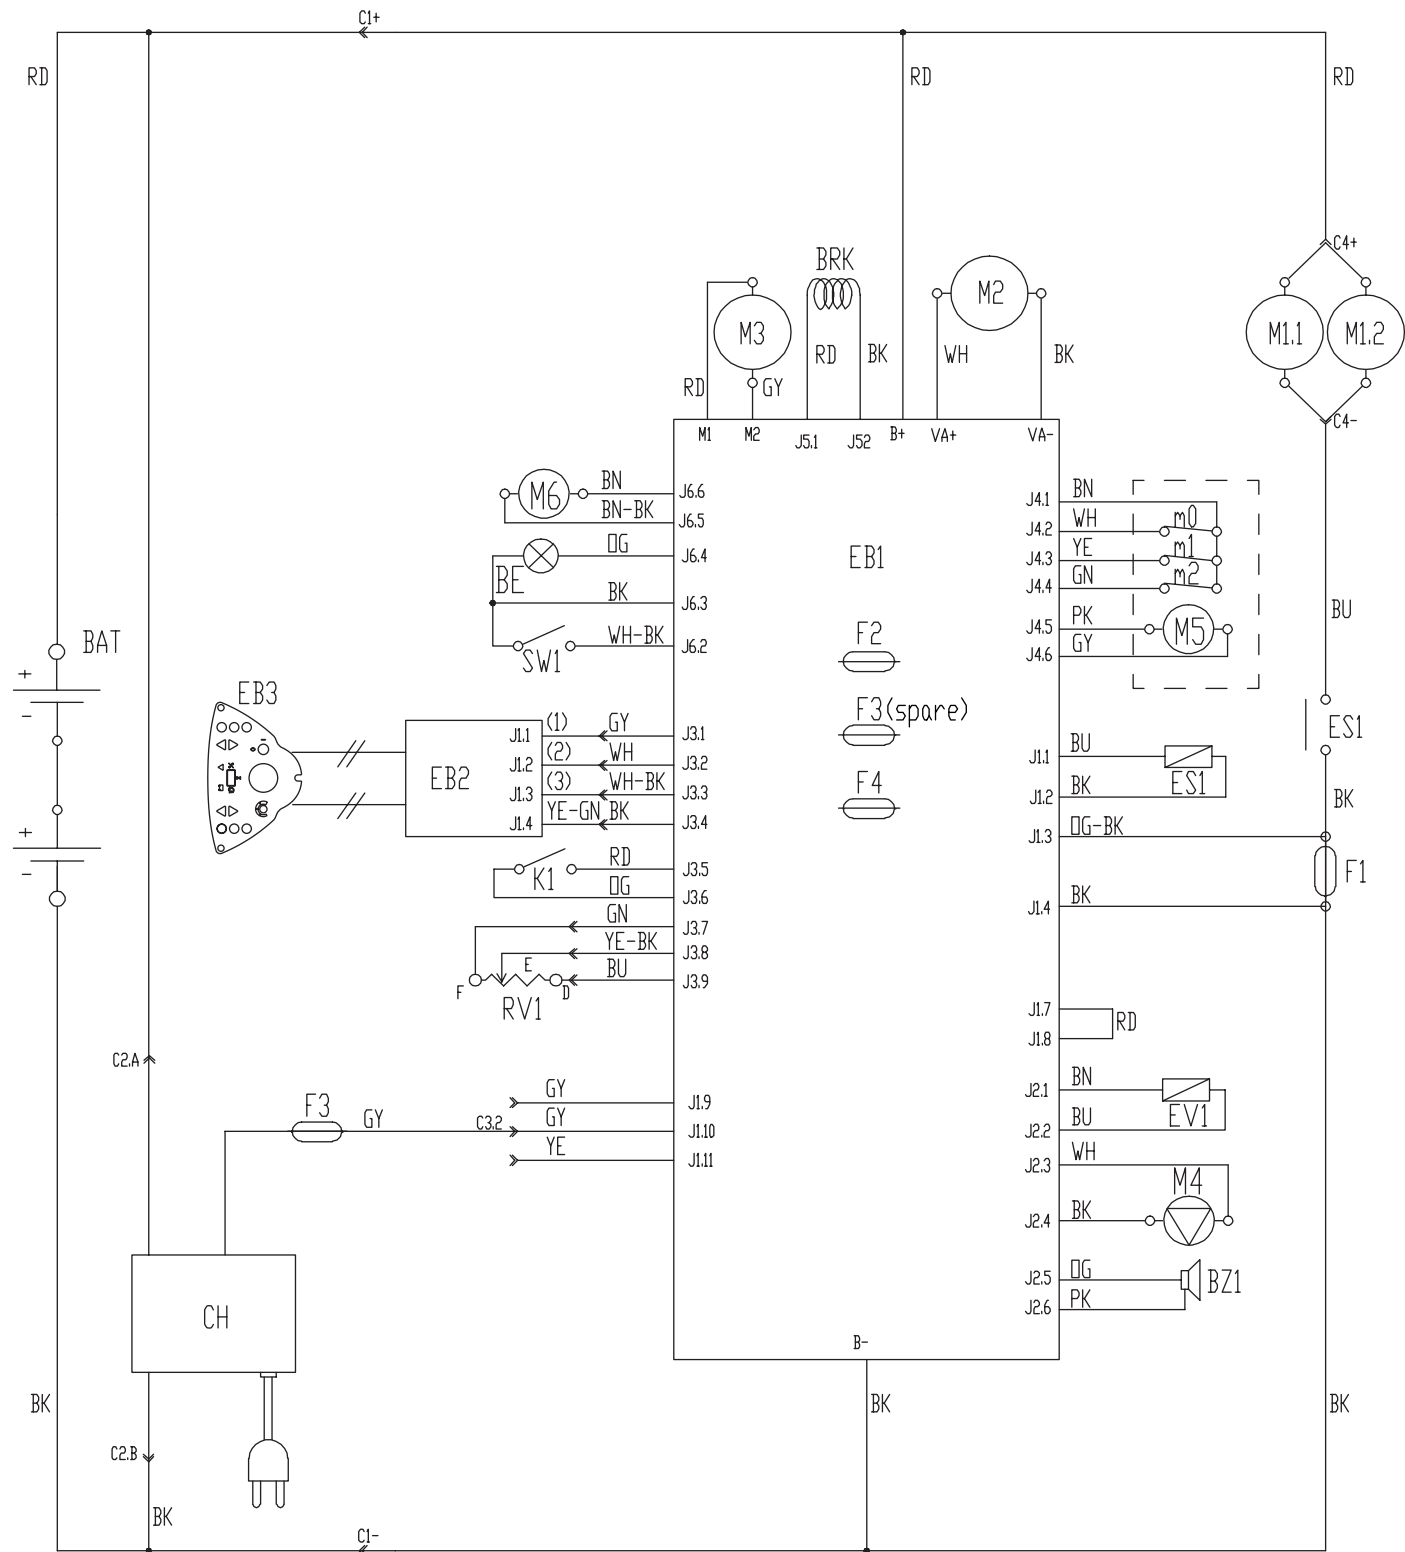 C1+
RD
RD
RD
C4+
BRK
M2
M3
M1.1
M1.2
RD
BK
WH
BK
RD
GY
C4-
M1
M2
J5.1
J52
B+
VA+
VA-
M6
BN
J6.6
BN-BK
J6.5
OG
J6.4
BE
BK
J6.3
WH-BK
J6.2
SW1
EB1
J4.1
BN
J4.2
WH
m0
J4.3
YE
m1
J4.4
GN
m2
J4.5
PK
M5
J4.6
GY
BU
BAT
+
-
+
-
F2
F3(spare)
F4
EB3
EB2
J1.1
(1)
GY
J3.1
J1.2
(2)
WH
J3.2
J1.3
(3)
WH-BK
J3.3
J1.4
YE-GN
BK
J3.4
ES1
J1.1
BU
ES1
J1.2
BK
BK
J1.3
OG-BK
F1
J1.4
BK
K1
RD
J3.5
OG
J3.6
GN
J3.7
YE-BK
J3.8
E
BU
J3.9
F
D
RV1
J1.7
RD
J1.8
C2.A
GY
J1.9
F3
GY
C3.2
GY
J1.10
YE
J1.11
J2.1
BN
EV1
J2.2
BU
J2.3
WH
M4
J2.4
BK
J2.5
OG
BZ1
J2.6
PK
CH
B-
BK
BK
BK
C2.B
BK
C1-